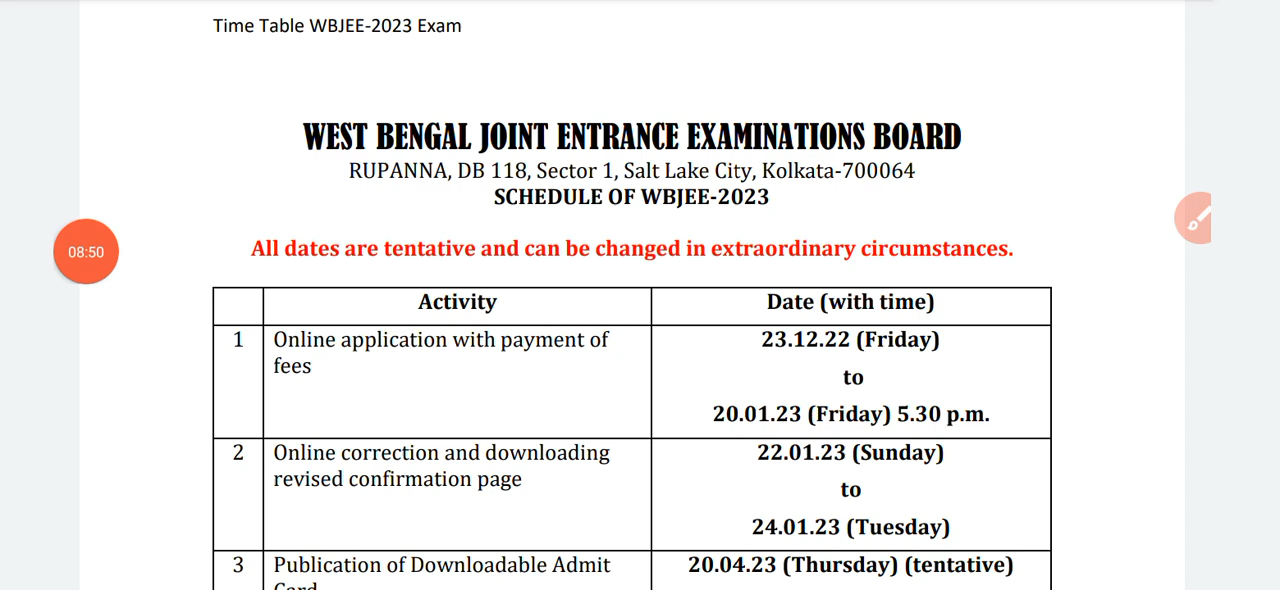 Time Table WBJEE-2023 Exam
WEST BENGAL JOINT ENTRANCE EXAMINATIONS BOARD
RUPANNA, DB 118, Sector 1, Salt Lake City, Kolkata-700064
SCHEDULE OF WBJEE-2023
08:50
All dates are tentative and can be changed in extraordinary circumstances.
Activity Date (with time)
1 Online application with payment of 23.12.22 (Friday)
fees
to
20.01.23 (Friday) 5.30 p.m.
2 Online correction and downloading 22.01.23 (Sunday)
revised confirmation page
to
24.01.23 (Tuesday)
3 Publication of Downloadable Admit 20.04.23 (Thursday) (tentative)
Card